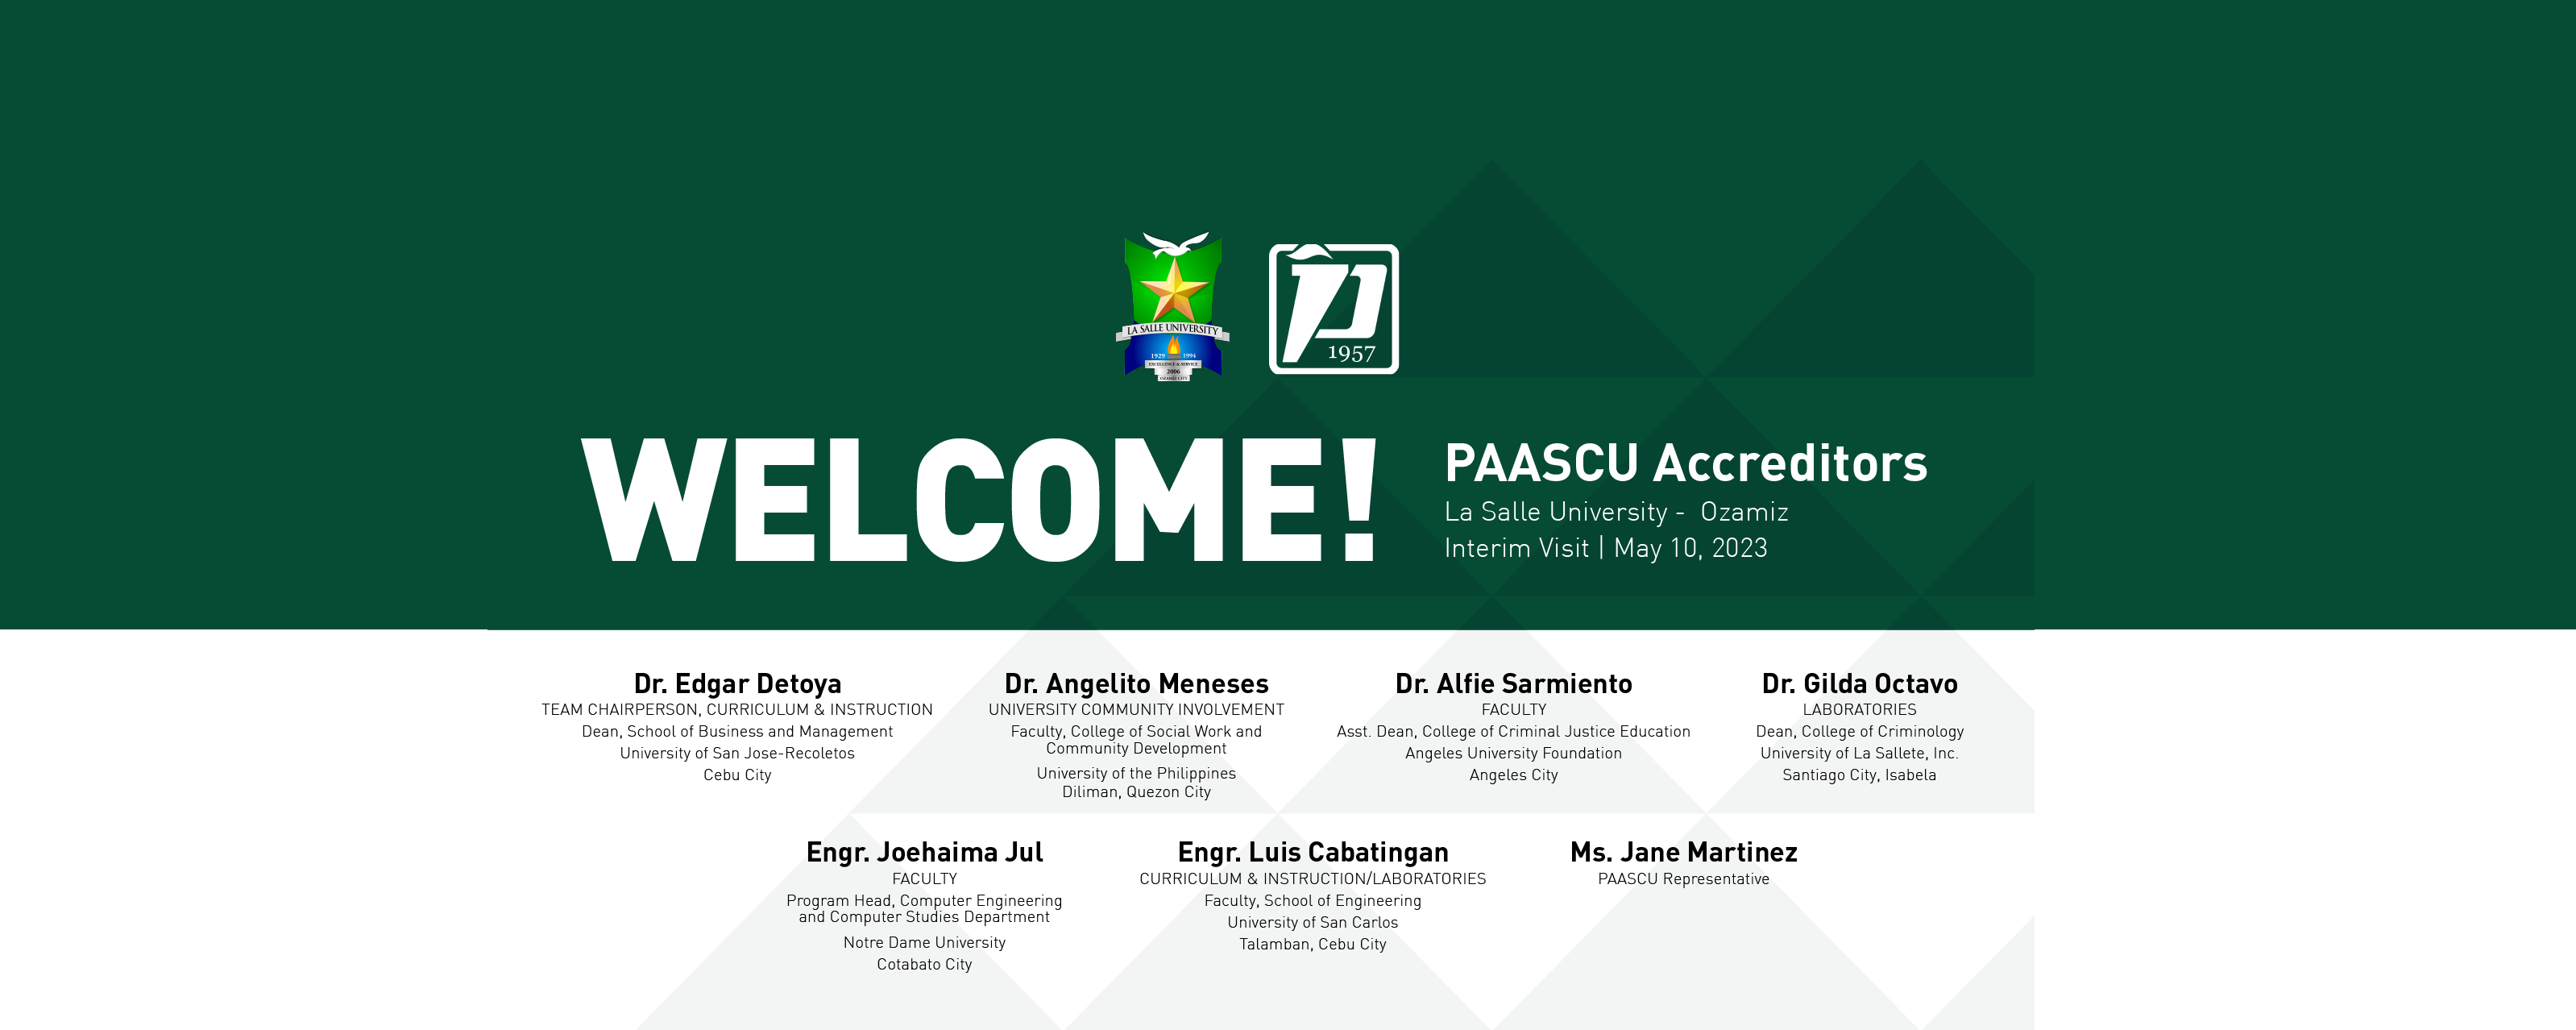 LA SALLE UNIVERSITY
1929 1994
EXCELLENCE & SERVICE
2006
OZAMIZ CITY
1957
WELCOME!
PAASCU Accreditors
La Salle University - Ozamiz
Interim Visit | May 10, 2023
Dr. Edgar Detoya
TEAM CHAIRPERSON, CURRICULUM & INSTRUCTION
Dean, School of Business and Management
University of San Jose-Recoletos
Cebu City
Dr. Angelito Meneses
UNIVERSITY COMMUNITY INVOLVEMENT
Faculty, College of Social Work and
Community Development
University of the Philippines
Diliman, Quezon City
Dr. Alfie Sarmiento
FACULTY
Asst. Dean, College of Criminal Justice Education
Angeles University Foundation
Angeles City
Dr. Gilda Octavo
LABORATORIES
Dean, College of Criminology
University of La Sallete, Inc.
Santiago City, Isabela
Engr. Joehaima Jul
FACULTY
Program Head, Computer Engineering
and Computer Studies Department
Notre Dame University
Cotabato City
Engr. Luis Cabatingan
CURRICULUM & INSTRUCTION/LABORATORIES
Faculty, School of Engineering
University of San Carlos
Talamban, Cebu City
Ms. Jane Martinez
PAASCU Representative